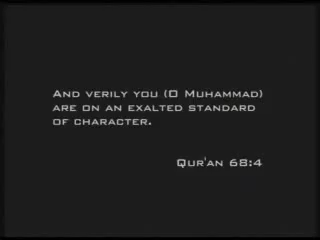 And verily you (O Muhammad)
are on an exalted standard
of character.
Qur'an 68:4